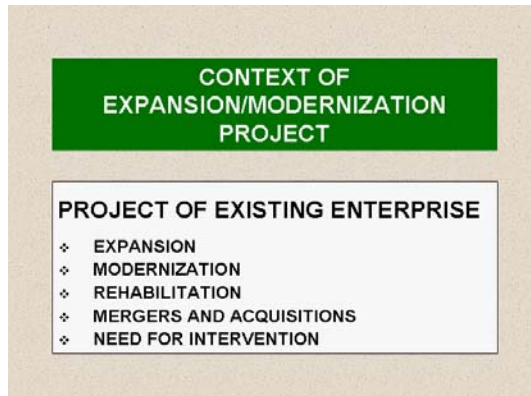 CONTEXT OF
EXPANSION/MODERNIZATION
PROJECT
PROJECT OF EXISTING ENTERPRISE
❖ EXPANSION
❖ MODERNIZATION
❖ REHABILITATION
❖ MERGERS AND ACQUISITIONS
❖ NEED FOR INTERVENTION